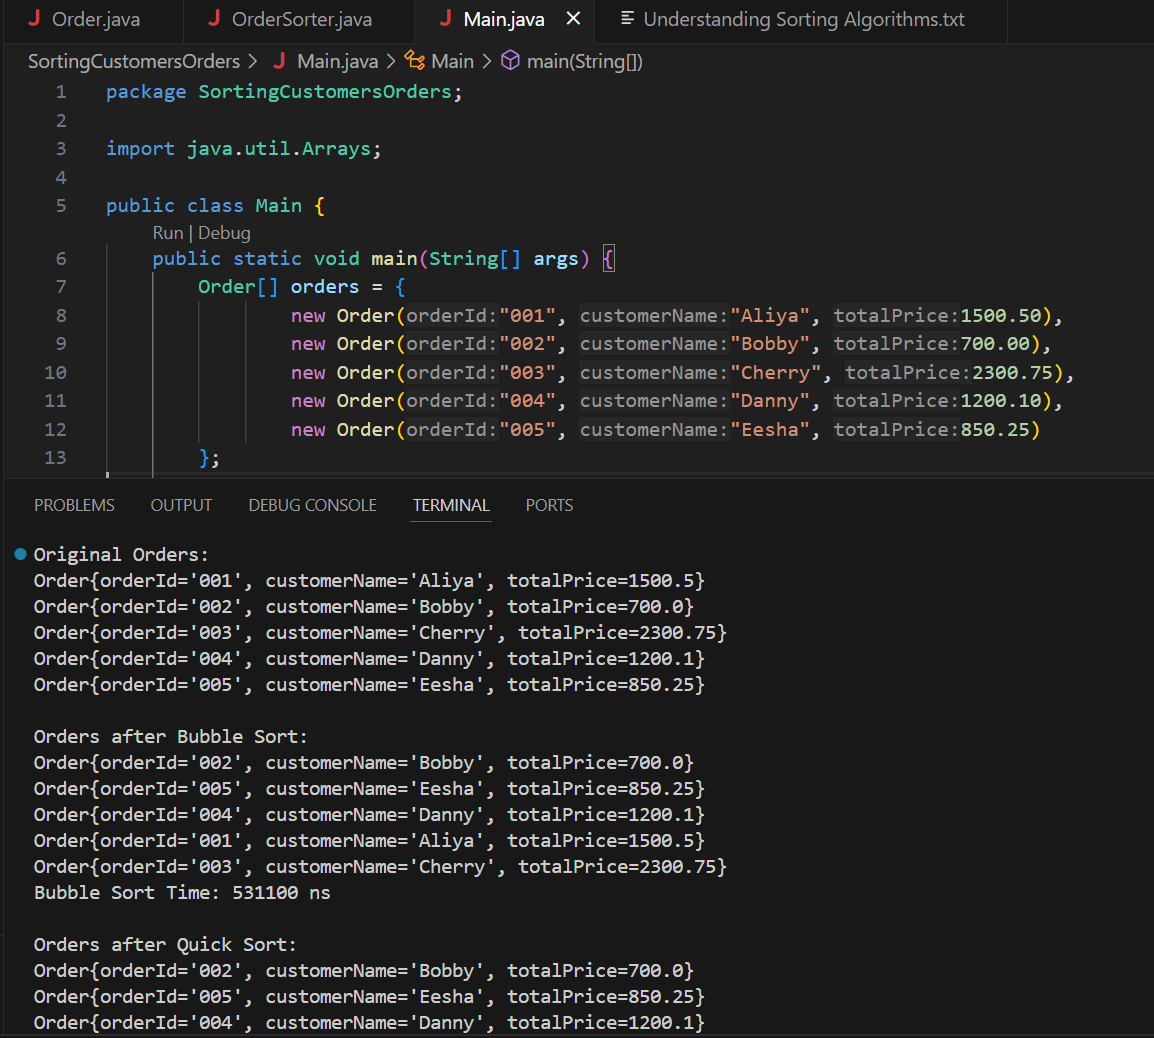 Order.java OrderSorter.java Main.java Understanding Sorting Algorithms.txt
SortingCustomersOrders > Main.java > Main > main(String[])
1 package SortingCustomersOrders;
2
3 import java.util.Arrays;
4
5 public class Main {
Run | Debug
6 public static void main(String[] args) {
7 Order[] orders = {
8 new Order(orderId:"001", customerName:"Aliya", totalPrice:1500.50),
9 new Order(orderId:"002", customerName:"Bobby", totalPrice:700.00),
10 new Order(orderId:"003", customerName:"Cherry", totalPrice:2300.75),
11 new Order(orderId:"004", customerName:"Danny", totalPrice:1200.10),
12 new Order(orderId:"005", customerName:"Eesha", totalPrice:850.25)
13 };
PROBLEMS OUTPUT DEBUG CONSOLE TERMINAL PORTS
Original Orders:
Order{orderId='001', customerName='Aliya', totalPrice=1500.5}
Order{orderId='002', customerName='Bobby', totalPrice=700.0}
Order{orderId='003', customerName='Cherry', totalPrice=2300.75}
Order{orderId='004', customerName='Danny', totalPrice=1200.1}
Order{orderId='005', customerName='Eesha', totalPrice=850.25}
Orders after Bubble Sort:
Order{orderId='002', customerName='Bobby', totalPrice=700.0}
Order{orderId='005', customerName='Eesha', totalPrice=850.25}
Order{orderId='004', customerName='Danny', totalPrice=1200.1}
Order{orderId='001', customerName='Aliya', totalPrice=1500.5}
Order{orderId='003', customerName='Cherry', totalPrice=2300.75}
Bubble Sort Time: 531100 ns
Orders after Quick Sort:
Order{orderId='002', customerName='Bobby', totalPrice=700.0}
Order{orderId='005', customerName='Eesha', totalPrice=850.25}
Order{orderId='004', customerName='Danny', totalPrice=1200.1}